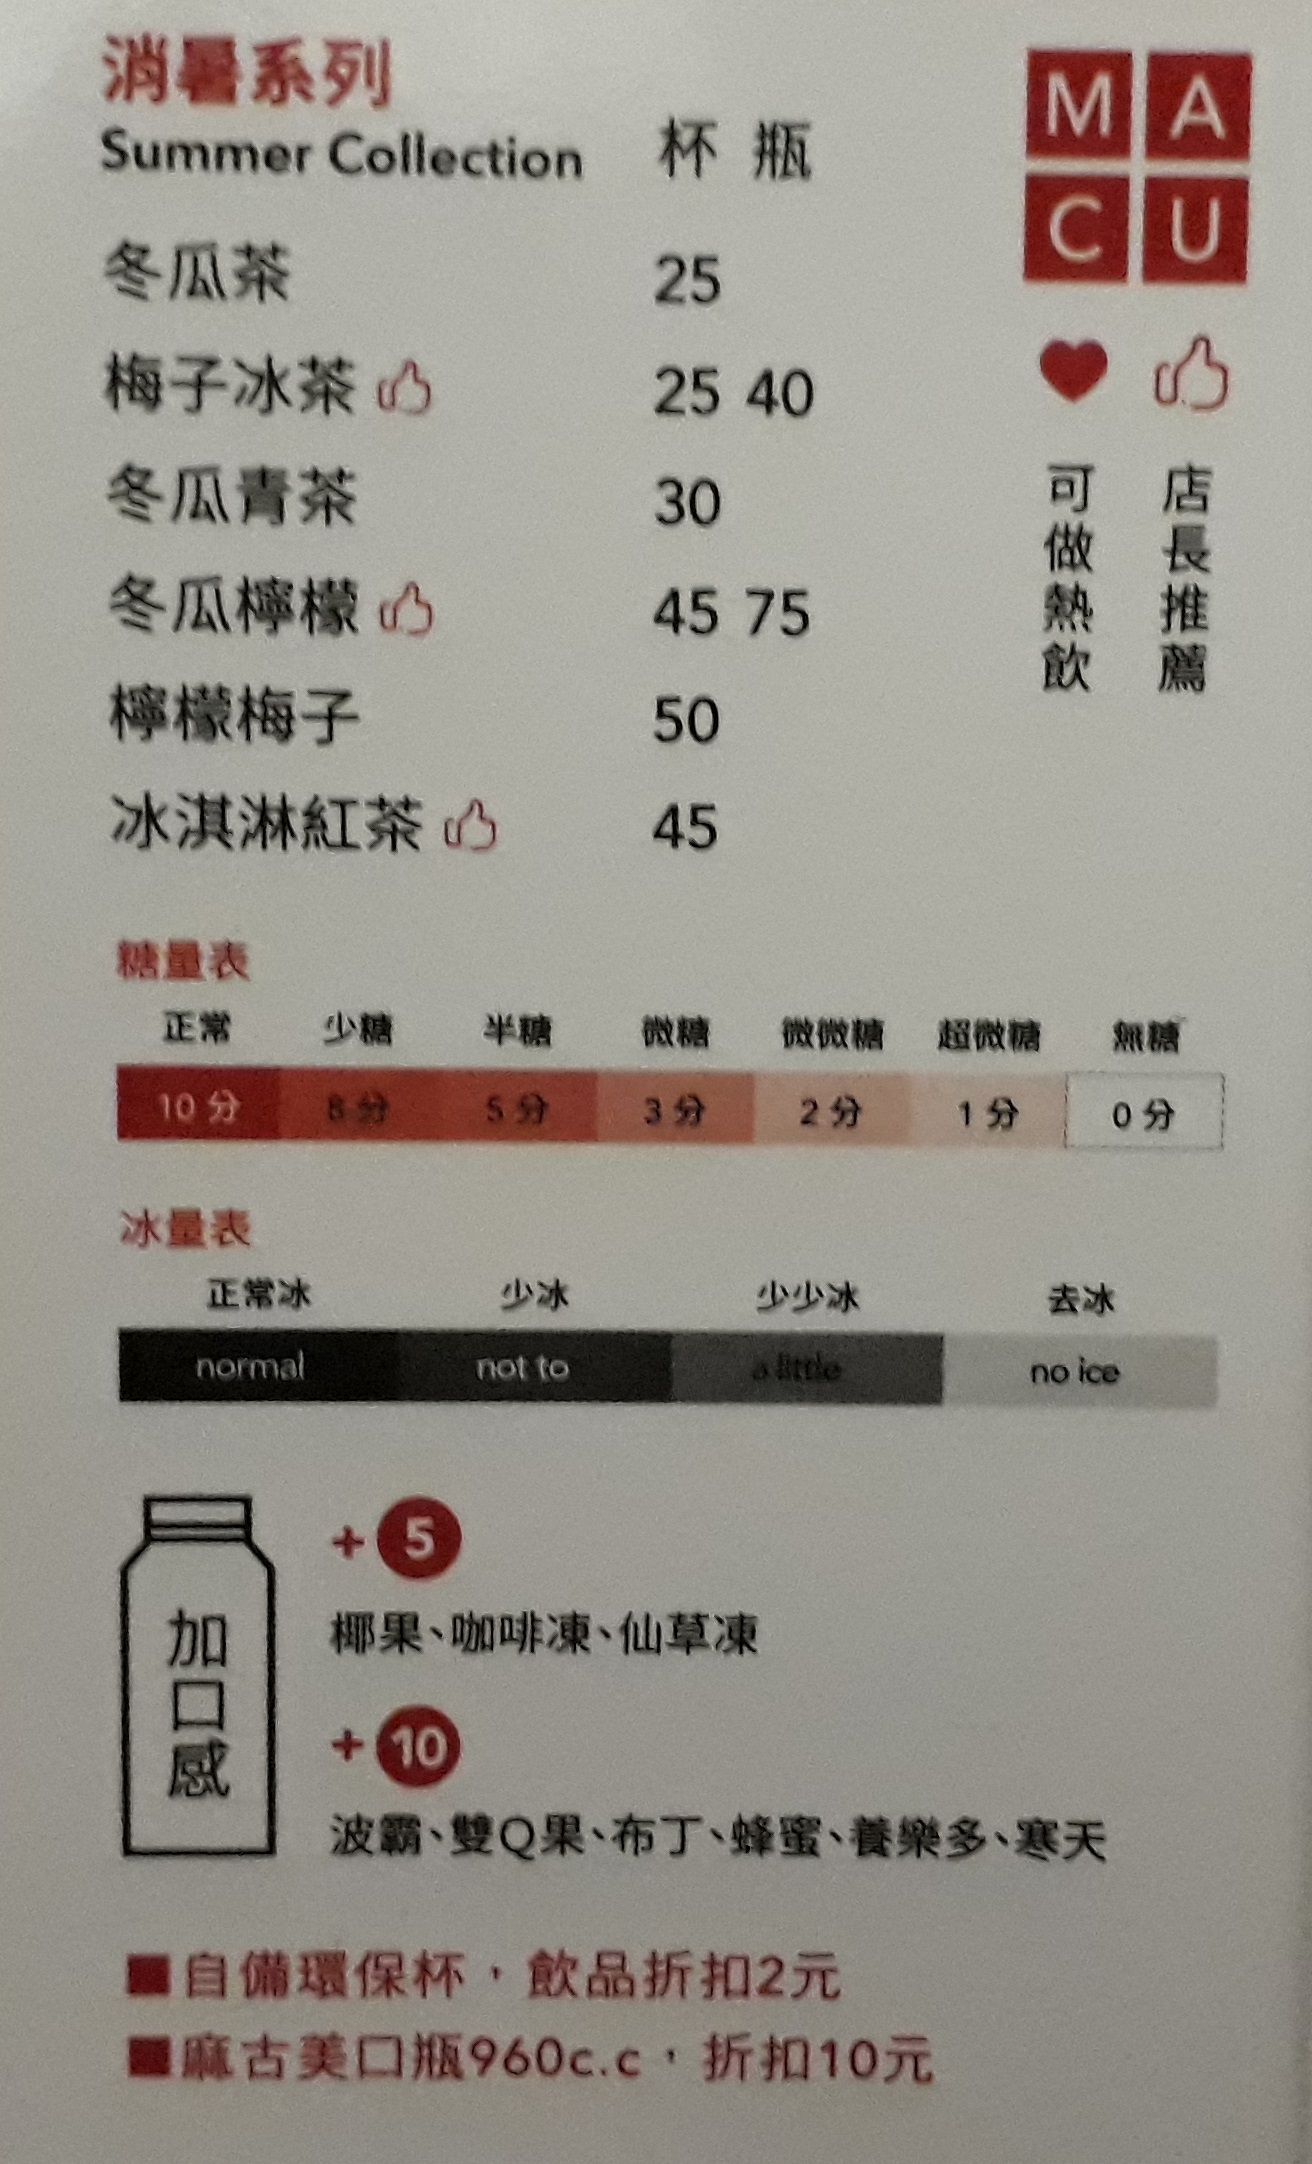 消暑系列
Summer Collection 杯 瓶
冬瓜茶 25
梅子冰茶 25 40
冬瓜青茶 30
冬瓜檸檬 45 75
檸檬梅子 50
冰淇淋紅茶 45
MACU
可做熱飲
店長推薦
糖量表
正常 少糖 半糖 微糖 微微糖 超微糖 無糖
10分 8分 5分 3分 2分 1分 0分
冰量表
正常冰 少冰 少少冰 去冰
normal not to a little no ice
加口感
+5
椰果、咖啡凍、仙草凍
+10
波霸、雙Q果、布丁、蜂蜜、養樂多、寒天
■自備環保杯，飲品折扣2元
■麻古美口瓶960c.c，折扣10元